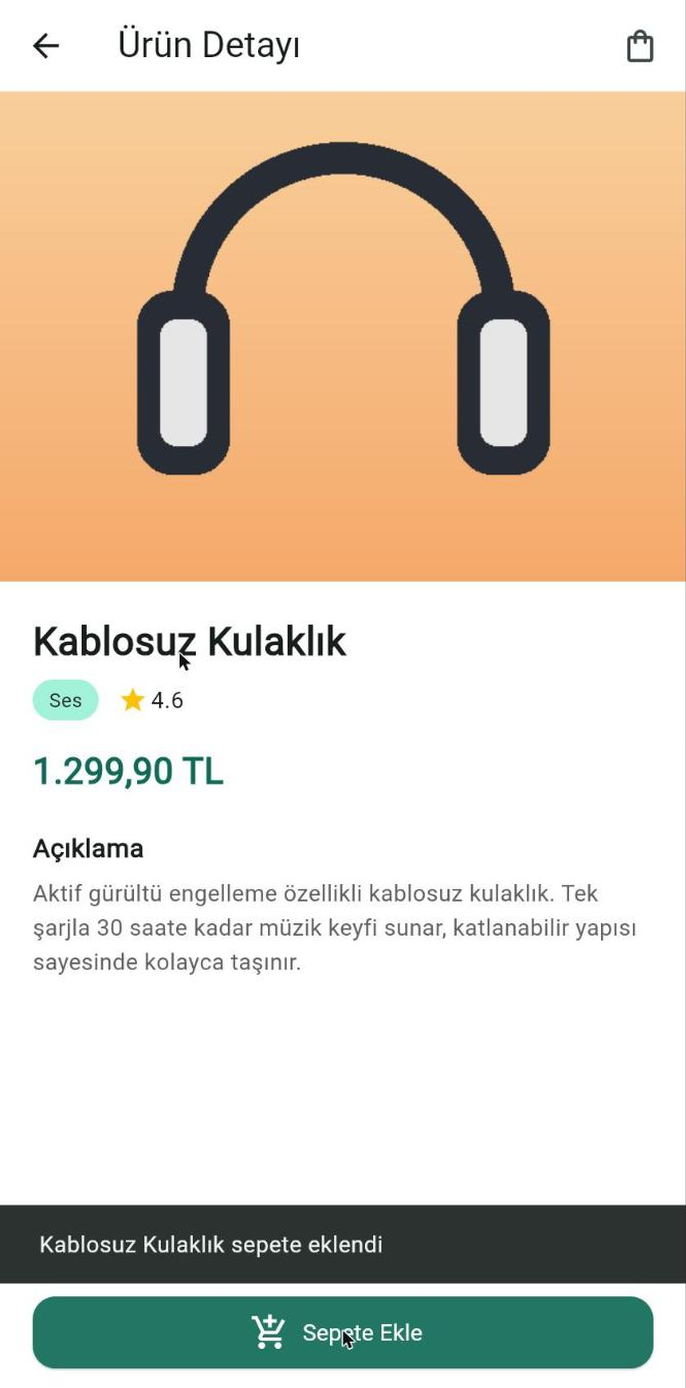 Ürün Detayı
Kablosuz Kulaklık
Ses
4.6
1.299,90 TL
Açıklama
Aktif gürültü engelleme özellikli kablosuz kulaklık. Tek
şarjla 30 saate kadar müzik keyfi sunar, katlanabilir yapısı
sayesinde kolayca taşınır.
Kablosuz Kulaklık sepete eklendi
Sepete Ekle